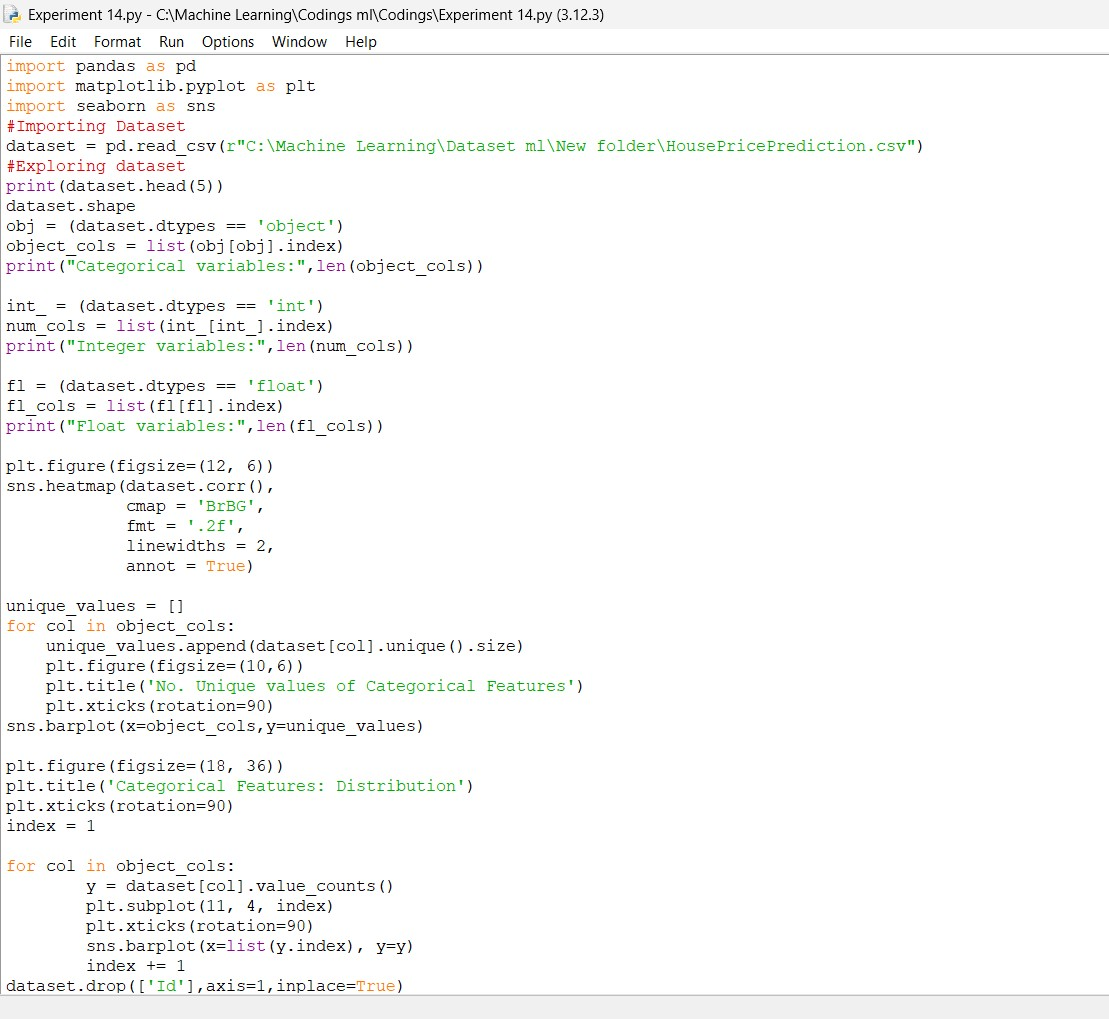 Experiment 14.py - C:\Machine Learning\Codings ml\Codings\Experiment 14.py (3.12.3)
File Edit Format Run Options Window Help
import pandas as pd
import matplotlib.pyplot as plt
import seaborn as sns
#Importing Dataset
dataset = pd.read_csv(r"C:\Machine Learning\Dataset ml\New folder\HousePricePrediction.csv")
#Exploring dataset
print(dataset.head(5))
dataset.shape
obj = (dataset.dtypes == 'object')
object_cols = list(obj[obj].index)
print("Categorical variables:",len(object_cols))

int_ = (dataset.dtypes == 'int')
num_cols = list(int_[int_].index)
print("Integer variables:",len(num_cols))

fl = (dataset.dtypes == 'float')
fl_cols = list(fl[fl].index)
print("Float variables:",len(fl_cols))

plt.figure(figsize=(12, 6))
sns.heatmap(dataset.corr(),
            cmap = 'BrBG',
            fmt = '.2f',
            linewidths = 2,
            annot = True)

unique_values = []
for col in object_cols:
    unique_values.append(dataset[col].unique().size)
    plt.figure(figsize=(10,6))
    plt.title('No. Unique values of Categorical Features')
    plt.xticks(rotation=90)
sns.barplot(x=object_cols,y=unique_values)

plt.figure(figsize=(18, 36))
plt.title('Categorical Features: Distribution')
plt.xticks(rotation=90)
index = 1

for col in object_cols:
        y = dataset[col].value_counts()
        plt.subplot(11, 4, index)
        plt.xticks(rotation=90)
        sns.barplot(x=list(y.index), y=y)
        index += 1
dataset.drop(['Id'],axis=1,inplace=True)